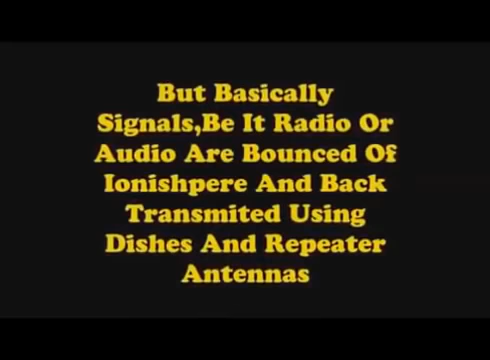 But Basically
Signals,Be It Radio Or
Audio Are Bounced Of
Ionishpere And Back
Transmited Using
Dishes And Repeater
Antennas